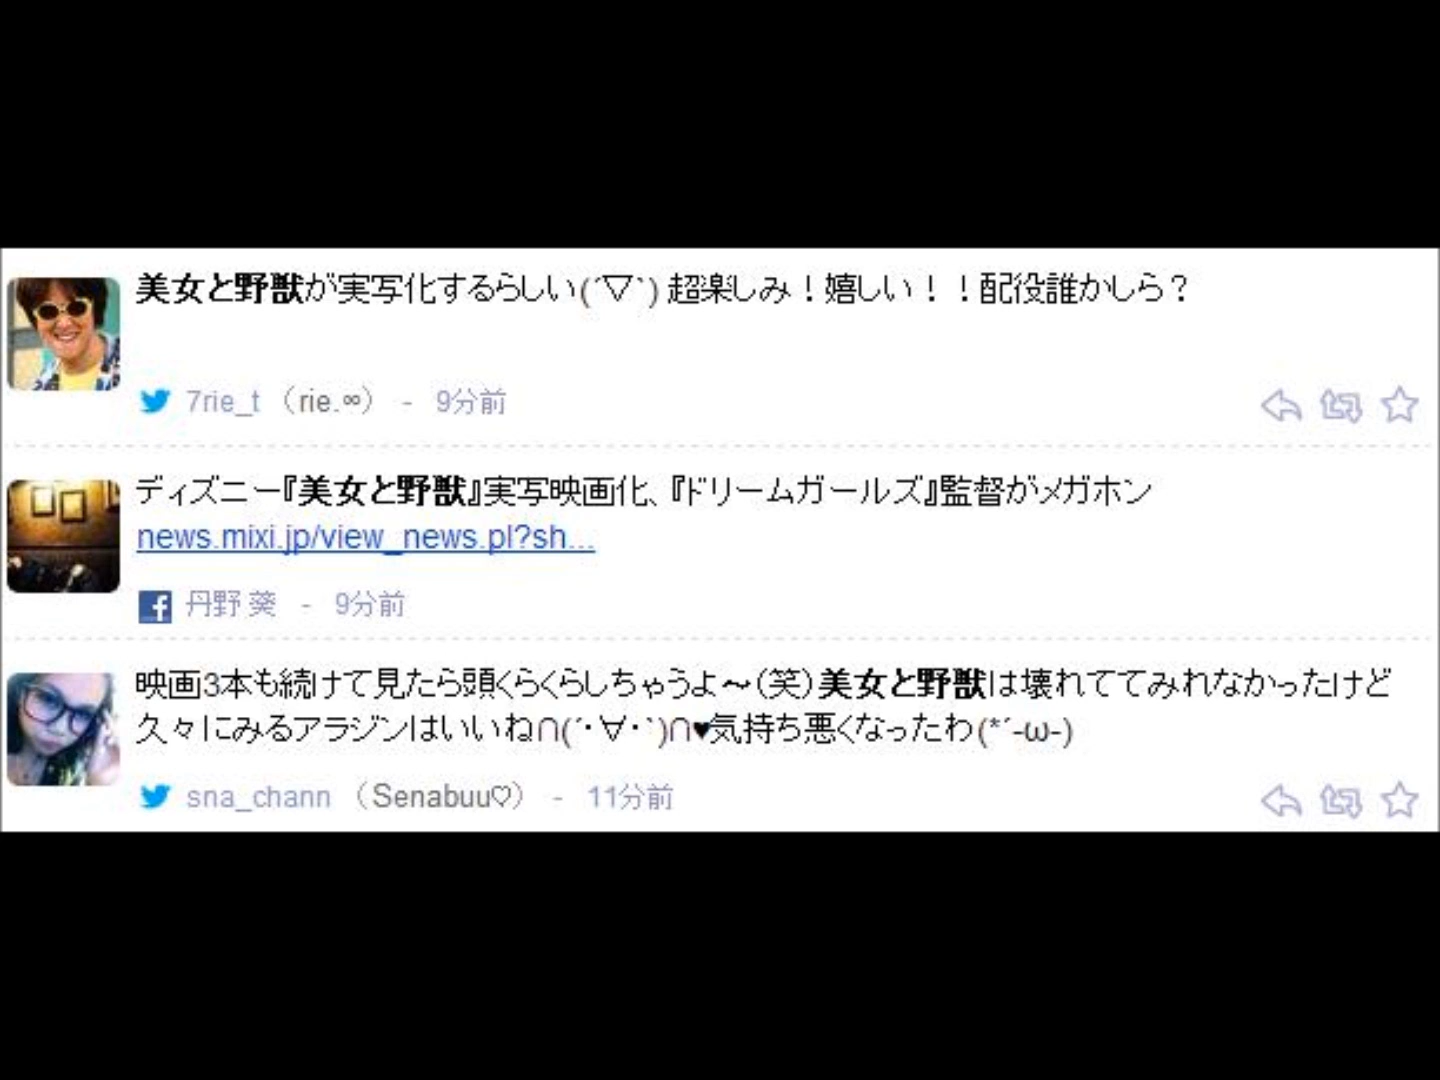 美女と野獣が実写化するらしい(´▽`) 超楽しみ！嬉しい！！配役誰かしら？
7rie_t （rie.∞） - 9分前
ディズニー『美女と野獣』実写映画化、『ドリームガールズ』監督がメガホン
news.mixi.jp/view_news.pl?sh...
丹野 葵 - 9分前
映画3本も続けて見たら頭くらくらしちゃうよ～（笑）美女と野獣は壊れててみれなかったけど
久々にみるアラジンはいいね∩(´･∀･`)∩♥気持ち悪くなったわ(*´-ω-)
sna_chann （Senabuu♡） - 11分前